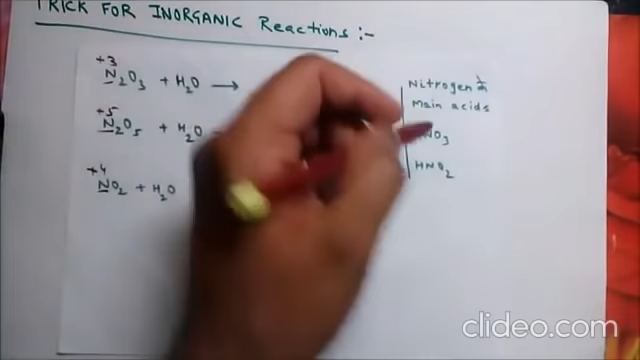 TRICK FOR INORGANIC Reactions :-
+3
N2O3 + H2O →
+5
N2O5 + H2O
+4
NO2 + H2O
Nitrogen
Main acids
HNO3
HNO2
clideo.com